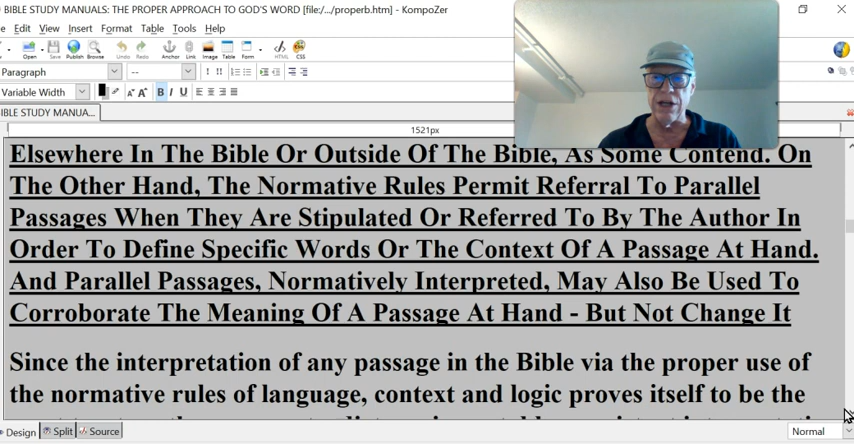 BIBLE STUDY MANUALS: THE PROPER APPROACH TO GOD'S WORD [file:/.../properb.htm] - KompoZer
Edit View Insert Format Table Tools Help
Open Save Publish Browse Undo Redo Anchor Link Image Table Form HTML CSS
Paragraph --
Variable Width B I U
IBLE STUDY MANUA...
1521px
Elsewhere In The Bible Or Outside Of The Bible, As Some Contend. On
The Other Hand, The Normative Rules Permit Referral To Parallel
Passages When They Are Stipulated Or Referred To By The Author In
Order To Define Specific Words Or The Context Of A Passage At Hand.
And Parallel Passages, Normatively Interpreted, May Also Be Used To
Corroborate The Meaning Of A Passage At Hand - But Not Change It
Since the interpretation of any passage in the Bible via the proper use of
the normative rules of language, context and logic proves itself to be the
Design Split Source Normal